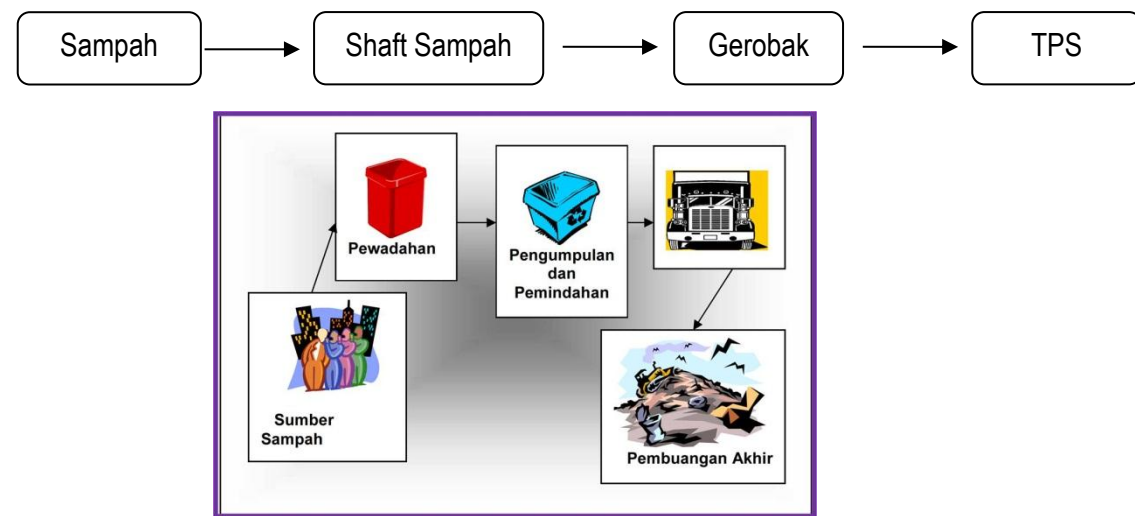 Sampah
Shaft Sampah
Gerobak
TPS
Pewadahan
Pengumpulan
dan
Pemindahan
Sumber
Sampah
Pembuangan Akhir